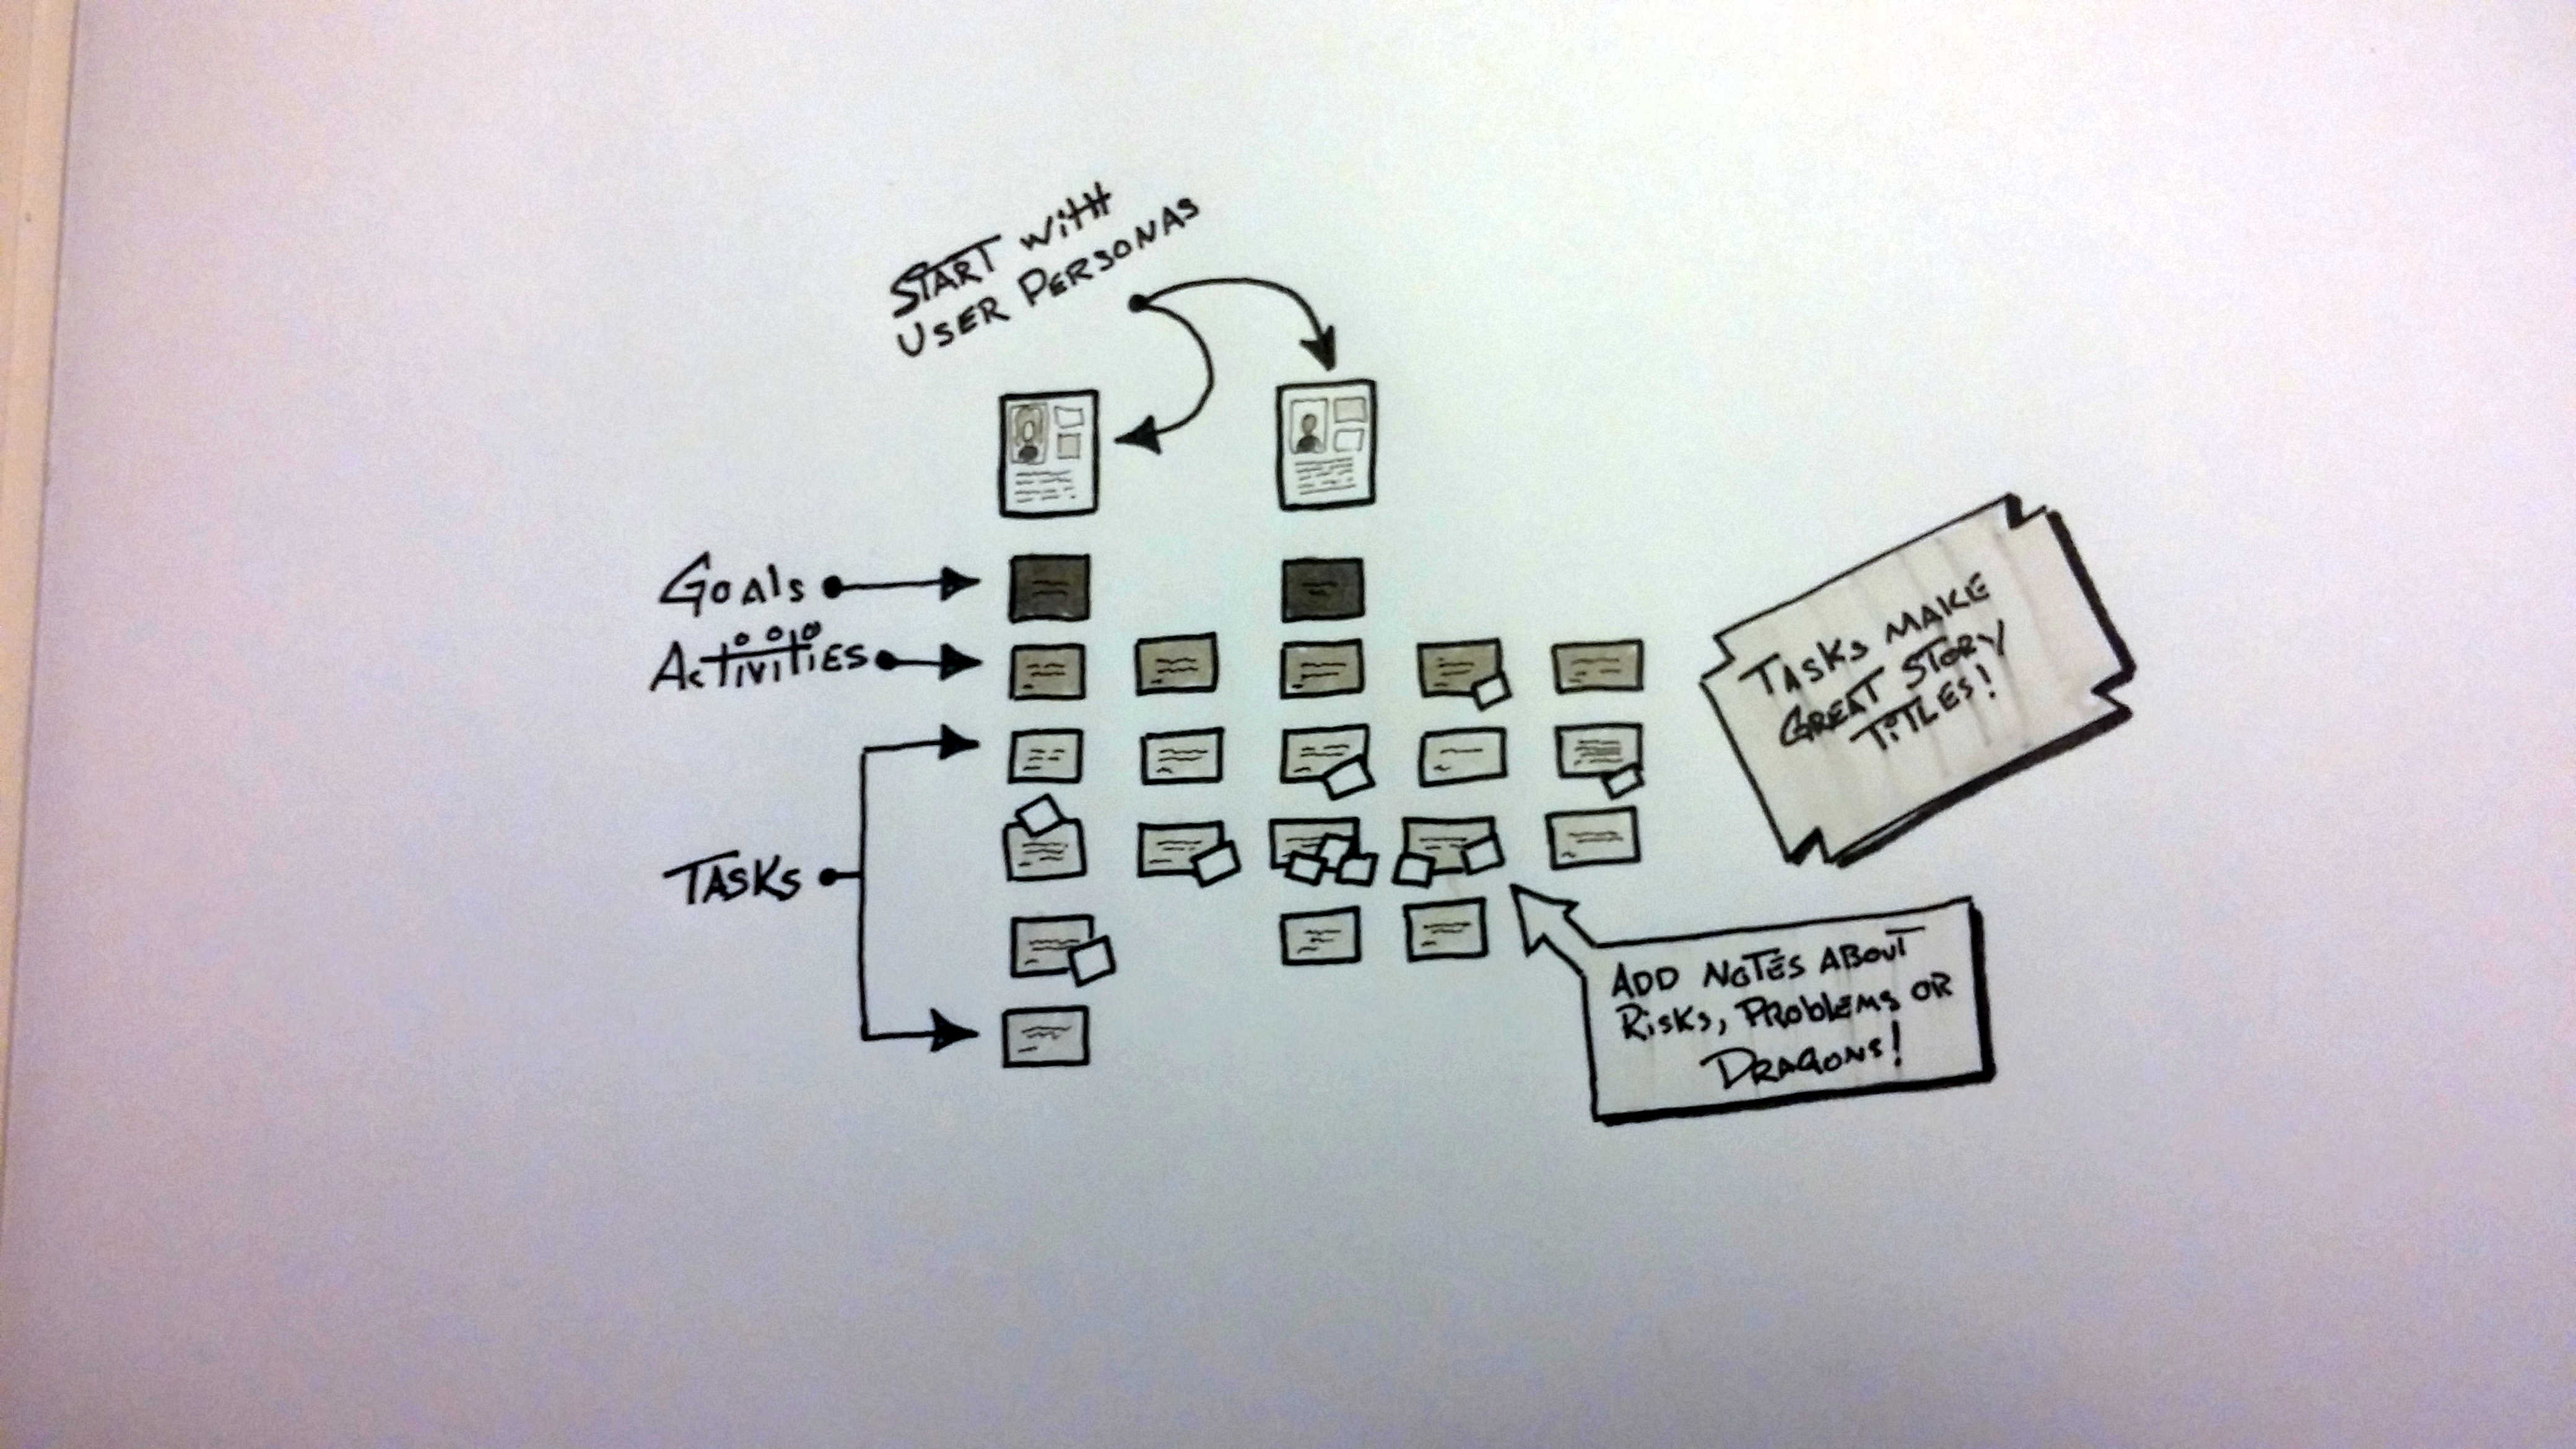 START with
USER PERSONAS
GOAls
ActivitiES
TASKS
TASKS MAKE
GREAT STORY
TiTLES!
ADD NOTES ABOUT
RiSKS, PRoblEMS OR
DRAGONS!